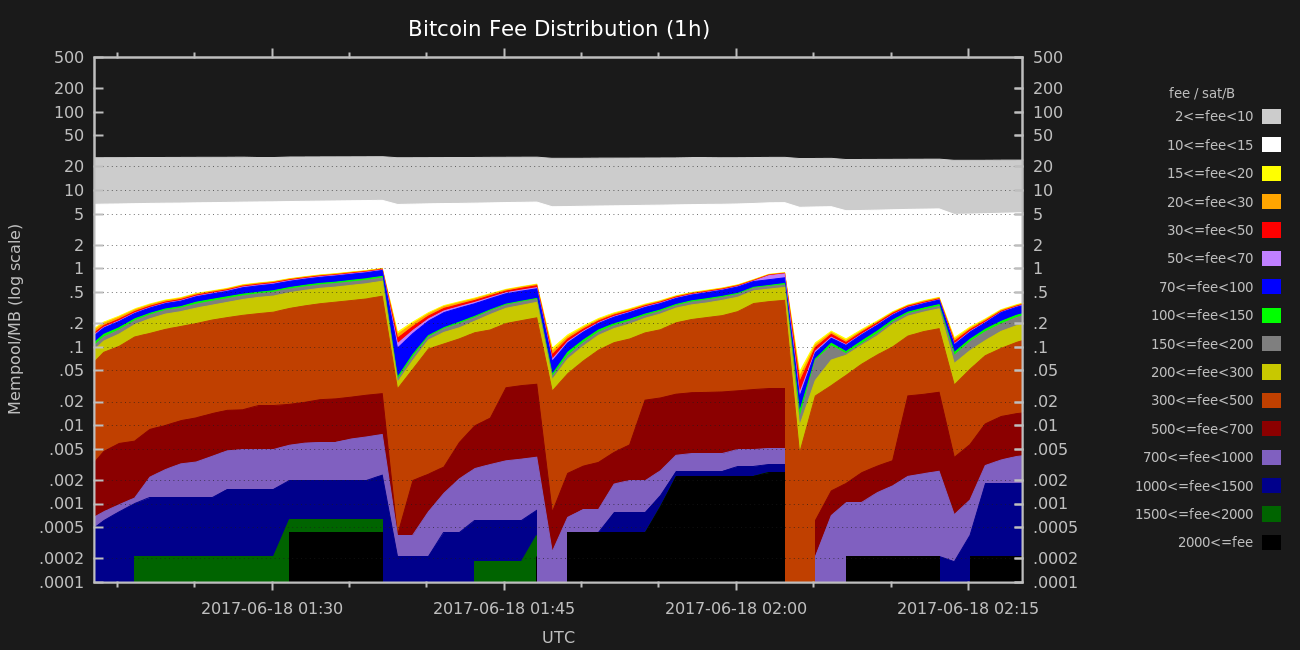 Bitcoin Fee Distribution (1h)
500 500
200 200
100 100
50 50
20 20
10 10
5 5
2 2
1 1
.5 .5
.2 .2
.1 .1
.05 .05
.02 .02
.01 .01
.005 .005
.002 .002
.001 .001
.0005 .0005
.0002 .0002
.0001 .0001
Mempool/MB (log scale)
2017-06-18 01:30 2017-06-18 01:45 2017-06-18 02:00 2017-06-18 02:15
UTC
fee / sat/B
2<=fee<10
10<=fee<15
15<=fee<20
20<=fee<30
30<=fee<50
50<=fee<70
70<=fee<100
100<=fee<150
150<=fee<200
200<=fee<300
300<=fee<500
500<=fee<700
700<=fee<1000
1000<=fee<1500
1500<=fee<2000
2000<=fee